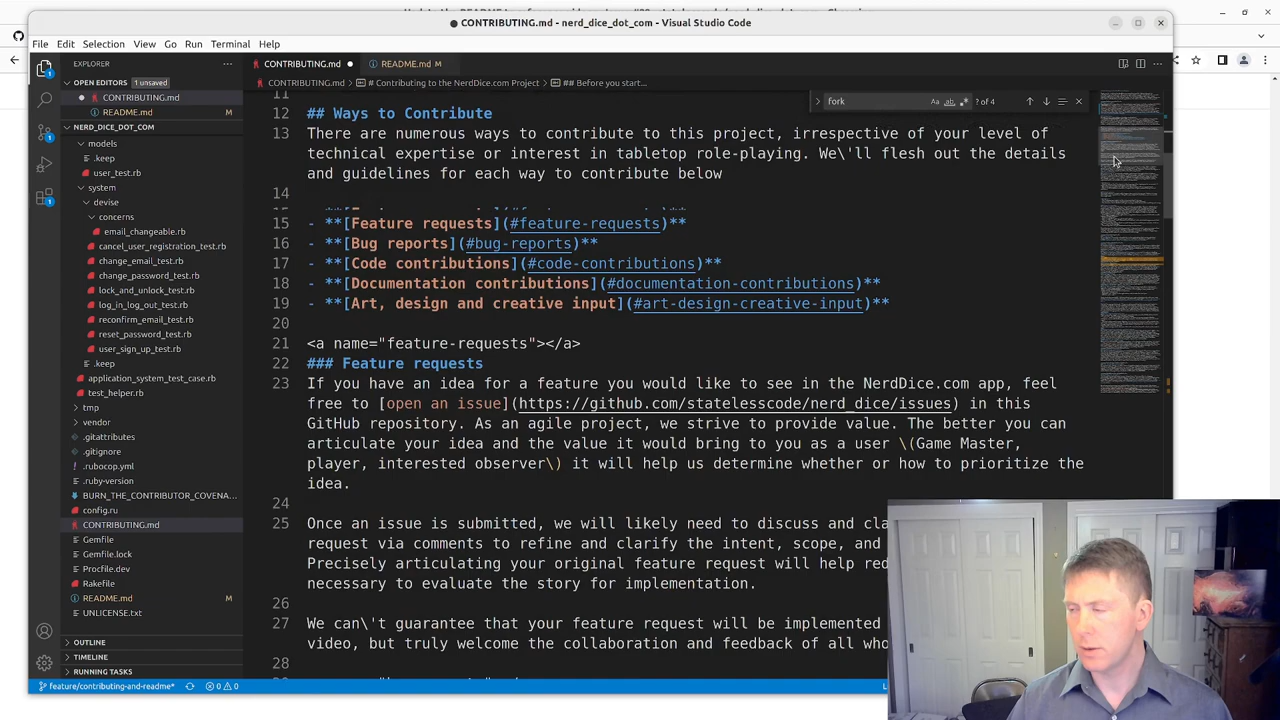 CONTRIBUTING.md - nerd_dice_dot_com - Visual Studio Code
File Edit Selection View Go Run Terminal Help
EXPLORER
CONTRIBUTING.md
README.md M
OPEN EDITORS 1 unsaved
CONTRIBUTING.md > # Contributing to the NerdDice.com Project > ## Before you start...
CONTRIBUTING.md
README.md
fork
Aa ab
? of 4
NERD_DICE_DOT_COM
models
.keep
user_test.rb
system
devise
concerns
email_changeable.rb
cancel_user_registration_test.rb
change_email_test.rb
change_password_test.rb
lock_and_unlock_test.rb
log_in_log_out_test.rb
reconfirm_email_test.rb
reset_password_test.rb
user_sign_up_test.rb
.keep
application_system_test_case.rb
test_helper.rb
tmp
vendor
.gitattributes
.gitignore
.rubocop.yml
.ruby-version
BURN_THE_CONTRIBUTOR_COVENA...
config.ru
CONTRIBUTING.md
Gemfile
Gemfile.lock
Procfile.dev
Rakefile
README.md M
UNLICENSE.txt
OUTLINE
TIMELINE
RUNNING TASKS
11
12 ## Ways to Contribute
13 There are numerous ways to contribute to this project, irrespective of your level of
technical expertise or interest in tabletop role-playing. We\'ll flesh out the details
and guidelines for each way to contribute below
14
15 - **[Feature requests](#feature-requests)**
16 - **[Bug reports](#bug-reports)**
17 - **[Code contributions](#code-contributions)**
18 - **[Documentation contributions](#documentation-contributions)**
19 - **[Art, design and creative input](#art-design-creative-input)**
20
21 <a name="feature-requests"></a>
22 ### Feature requests
23 If you have an idea for a feature you would like to see in the NerdDice.com app, feel
free to [open an issue](https://github.com/statelesscode/nerd_dice/issues) in this
GitHub repository. As an agile project, we strive to provide value. The better you can
articulate your idea and the value it would bring to you as a user \(Game Master,
player, interested observer\) it will help us determine whether or how to prioritize the
idea.
24
25 Once an issue is submitted, we will likely need to discuss and cla
request via comments to refine and clarify the intent, scope, and
Precisely articulating your original feature request will help red
necessary to evaluate the story for implementation.
26
27 We can\'t guarantee that your feature request will be implemented
video, but truly welcome the collaboration and feedback of all who
28
feature/contributing-and-readme* 0 0